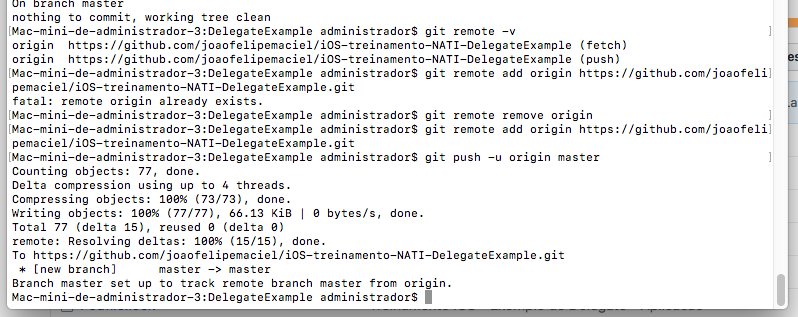 On branch master
nothing to commit, working tree clean
[Mac-mini-de-administrador-3:DelegateExample administrador$ git remote -v ]
origin  https://github.com/joaofelipemaciel/iOS-treinamento-NATI-DelegateExample (fetch)
origin  https://github.com/joaofelipemaciel/iOS-treinamento-NATI-DelegateExample (push)
[Mac-mini-de-administrador-3:DelegateExample administrador$ git remote add origin https://github.com/joaofeli]
pemaciel/iOS-treinamento-NATI-DelegateExample.git
fatal: remote origin already exists.
[Mac-mini-de-administrador-3:DelegateExample administrador$ git remote remove origin ]
[Mac-mini-de-administrador-3:DelegateExample administrador$ git remote add origin https://github.com/joaofeli]
pemaciel/iOS-treinamento-NATI-DelegateExample.git
[Mac-mini-de-administrador-3:DelegateExample administrador$ git push -u origin master ]
Counting objects: 77, done.
Delta compression using up to 4 threads.
Compressing objects: 100% (73/73), done.
Writing objects: 100% (77/77), 66.13 KiB | 0 bytes/s, done.
Total 77 (delta 15), reused 0 (delta 0)
remote: Resolving deltas: 100% (15/15), done.
To https://github.com/joaofelipemaciel/iOS-treinamento-NATI-DelegateExample.git
 * [new branch]      master -> master
Branch master set up to track remote branch master from origin.
Mac-mini-de-administrador-3:DelegateExample administrador$